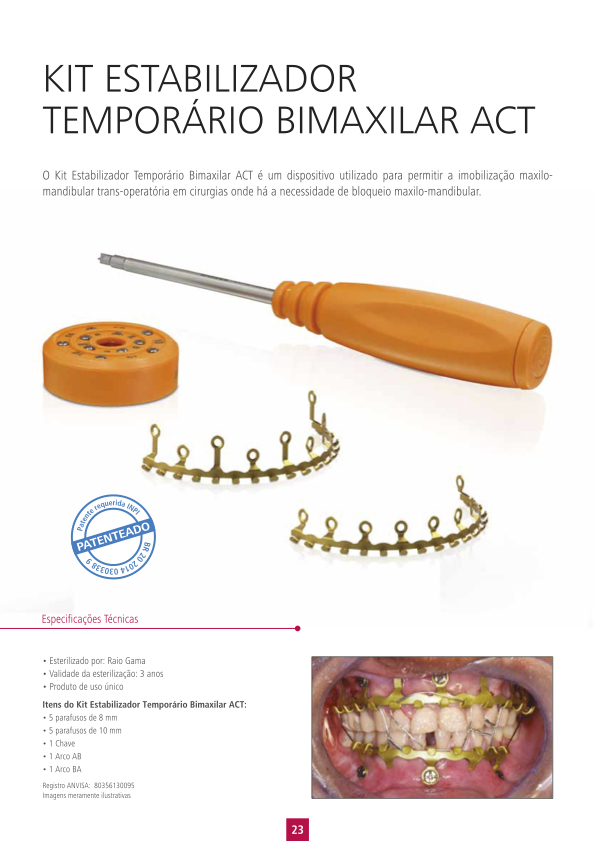 KIT ESTABILIZADOR
TEMPORÁRIO BIMAXILAR ACT
O Kit Estabilizador Temporário Bimaxilar ACT é um dispositivo utilizado para permitir a imobilização maxilo-
mandibular trans-operatória em cirurgias onde há a necessidade de bloqueio maxilo-mandibular.
Patente requerida INPI
PATENTEADO
BR 20 2014 030338 9
Especificações Técnicas
• Esterilizado por: Raio Gama
• Validade da esterilização: 3 anos
• Produto de uso único
Itens do Kit Estabilizador Temporário Bimaxilar ACT:
• 5 parafusos de 8 mm
• 5 parafusos de 10 mm
• 1 Chave
• 1 Arco AB
• 1 Arco BA
Registro ANVISA: 80356130095
Imagens meramente ilustrativas
23